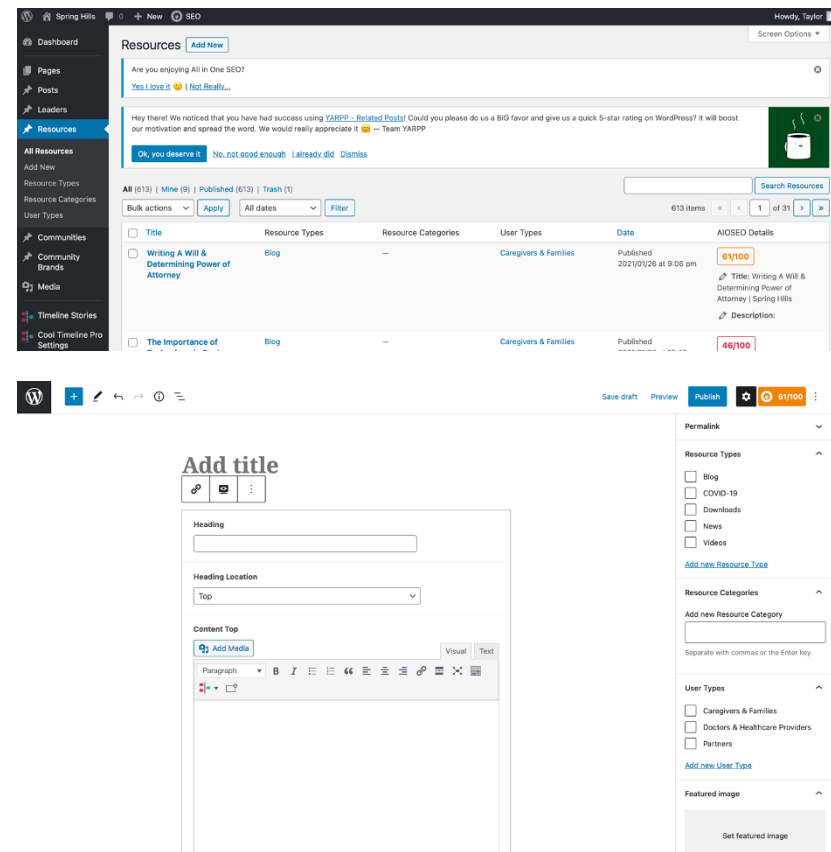 Spring Hills 0 + New SEO Howdy, Taylor
Screen Options ▼
Dashboard
Pages
Posts
Leaders
Resources
All Resources
Add New
Resource Types
Resource Categories
User Types
Communities
Community
Brands
Media
Timeline Stories
Cool Timeline Pro
Settings
Resources Add New
Are you enjoying All in One SEO?
Yes I love it 😀 | Not Really...
Hey there! We noticed that you have had success using YARPP - Related Posts! Could you please do us a BIG favor and give us a quick 5-star rating on WordPress? It will boost
our motivation and spread the word. We would really appreciate it 😀 — Team YARPP
Ok, you deserve it No, not good enough I already did Dismiss
All (613) | Mine (9) | Published (613) | Trash (1)
Search Resources
Bulk actions Apply All dates Filter 613 items « ‹ 1 of 31 › »
Title Resource Types Resource Categories User Types Date AIOSEO Details
Writing A Will & Blog — Caregivers & Families Published 61/100
Determining Power of 2021/01/26 at 9:06 pm
Attorney
Title: Writing A Will &
Determining Power of
Attorney | Spring Hills
Description:
The Importance of Blog — Caregivers & Families Published 46/100
Save draft Preview Publish 61/100
Add title
Heading
Heading Location
Top
Content Top
Add Media Visual Text
Paragraph B I
Permalink
Resource Types
Blog
COVID-19
Downloads
News
Videos
Add new Resource Type
Resource Categories
Add new Resource Category
Separate with commas or the Enter key.
User Types
Caregivers & Families
Doctors & Healthcare Providers
Partners
Add new User Type
Featured image
Set featured image